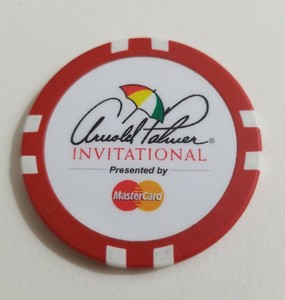 Arnold Palmer®
INVITATIONAL
Presented by
MasterCard